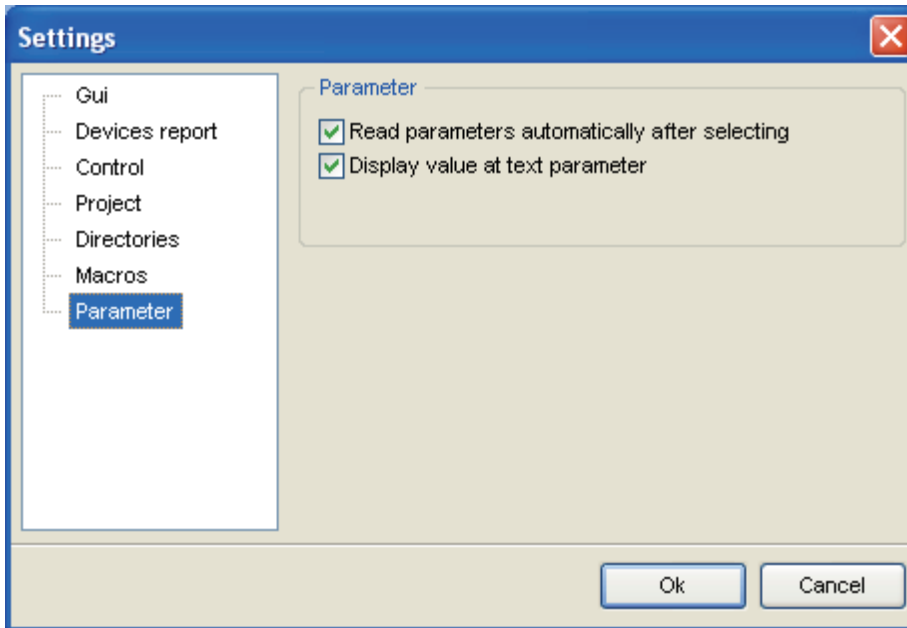 Settings
Gui
Devices report
Control
Project
Directories
Macros
Parameter
Parameter
Read parameters automatically after selecting
Display value at text parameter
Ok
Cancel